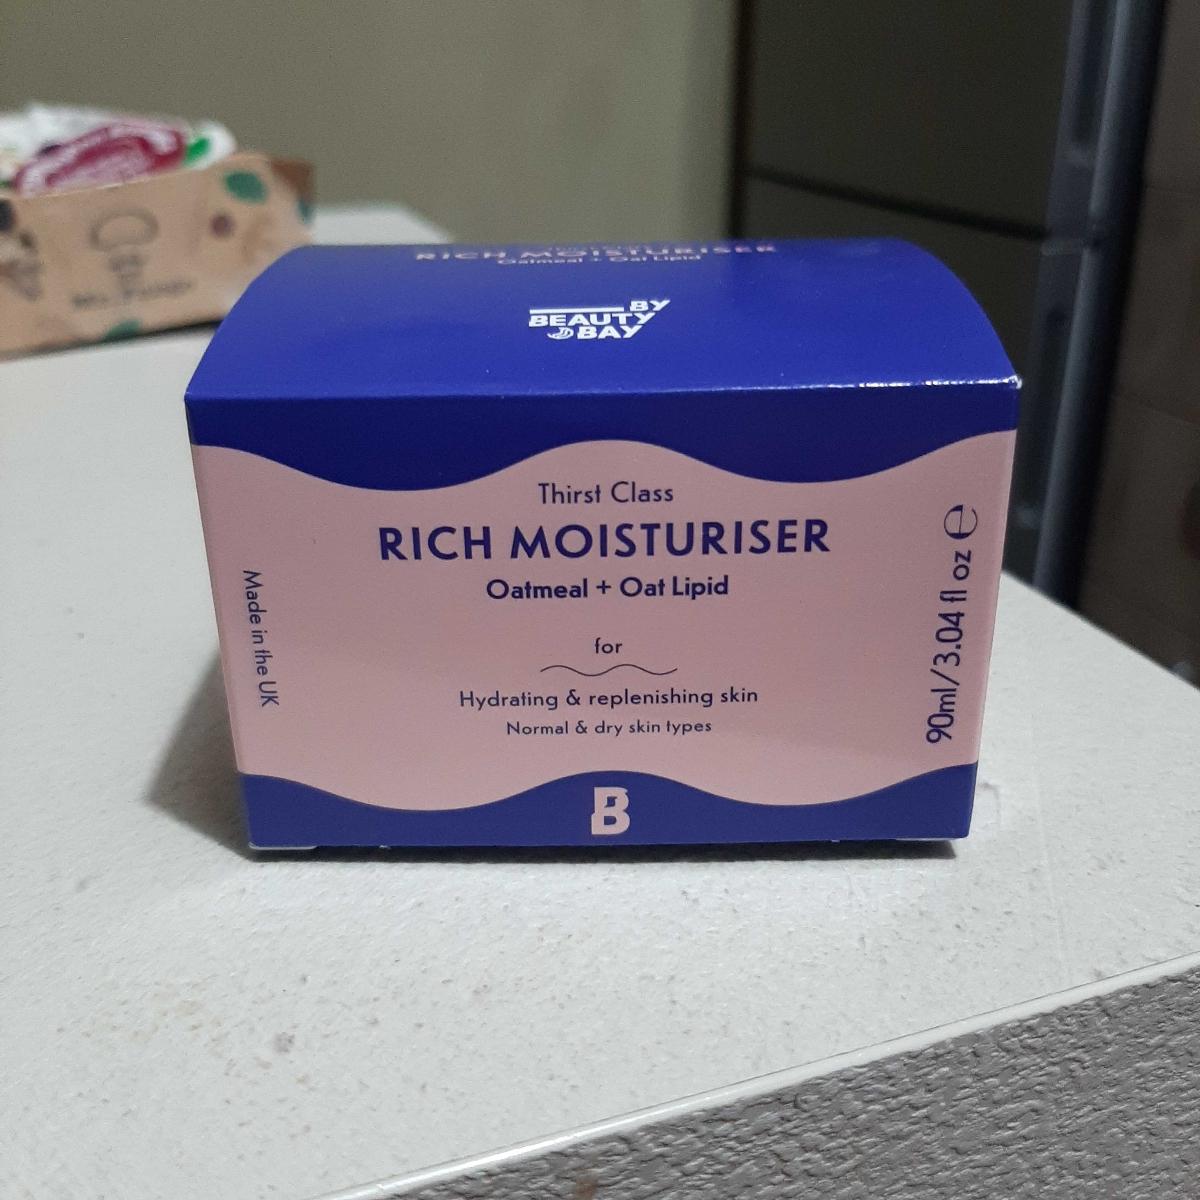 RICH MOISTURISER
Oatmeal + Oat Lipid
BY
BEAUTY
BAY
Thirst Class
RICH MOISTURISER
Oatmeal + Oat Lipid
for
Hydrating & replenishing skin
Normal & dry skin types
Made in the UK
90ml/3.04 fl oz ℮
B